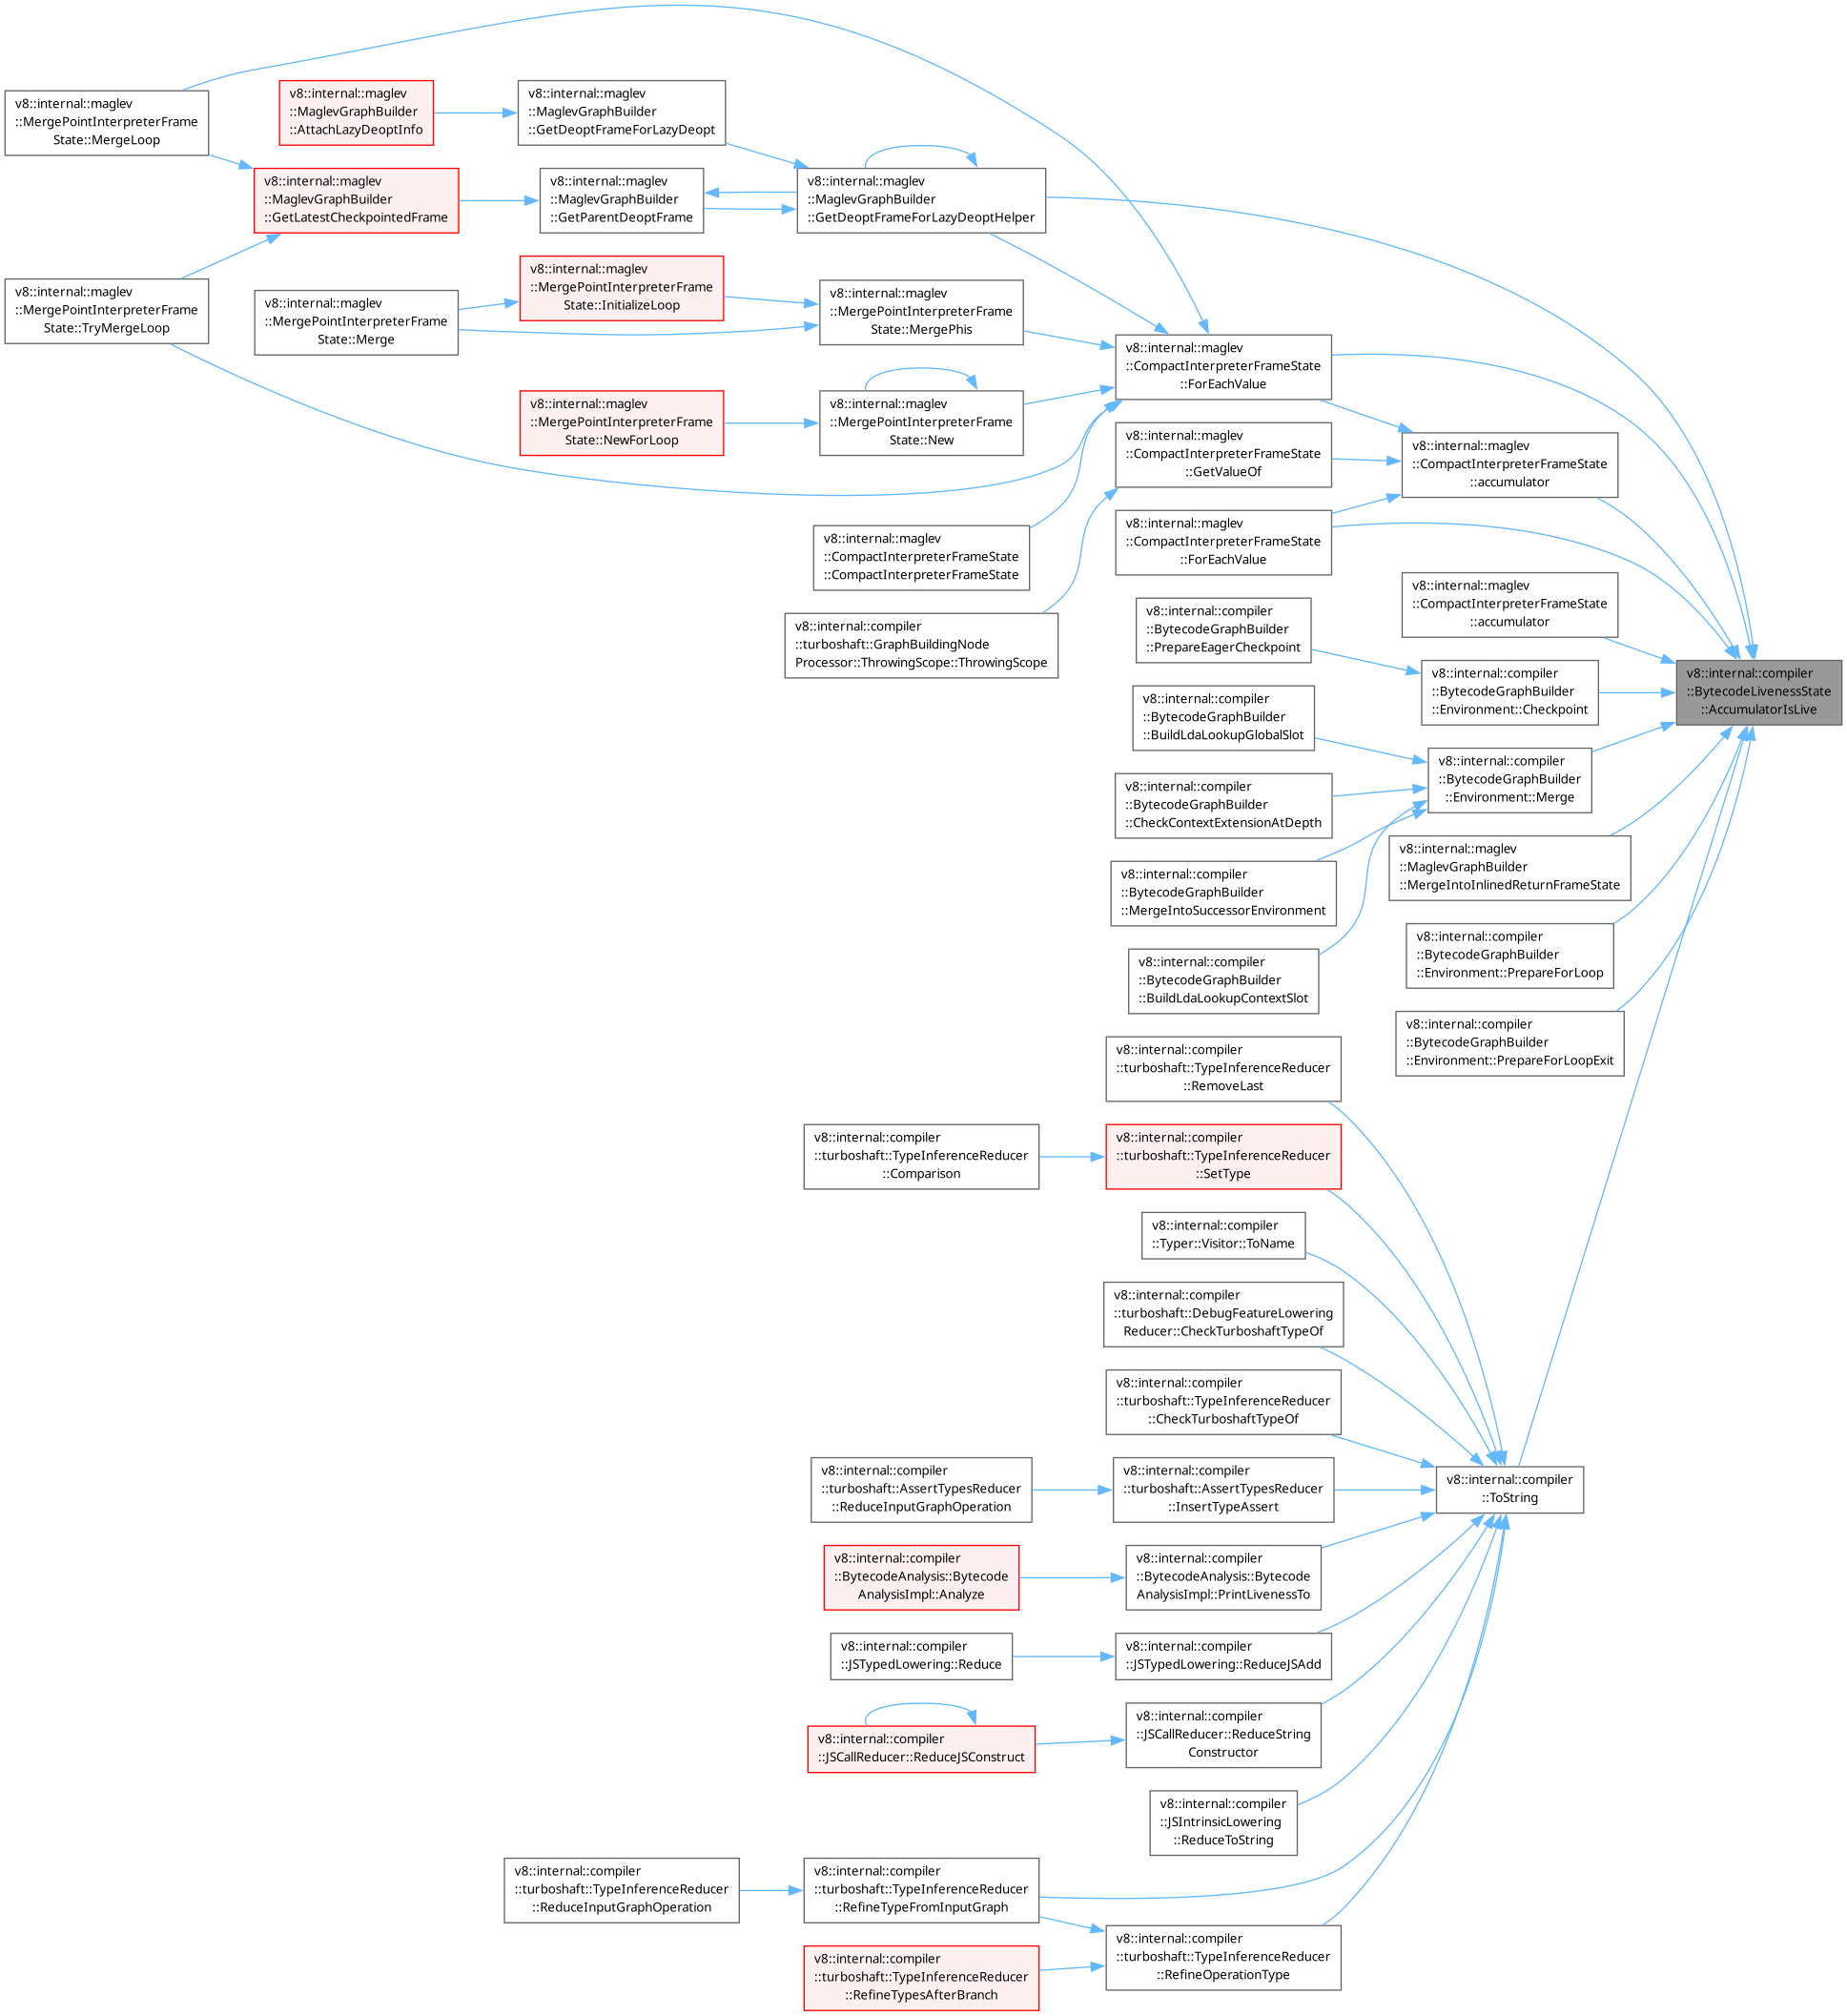 v8::internal::maglev
::MergePointInterpreterFrame
State::MergeLoop
v8::internal::maglev
::MaglevGraphBuilder
::AttachLazyDeoptInfo
v8::internal::maglev
::MaglevGraphBuilder
::GetDeoptFrameForLazyDeopt
v8::internal::maglev
::MaglevGraphBuilder
::GetLatestCheckpointedFrame
v8::internal::maglev
::MaglevGraphBuilder
::GetParentDeoptFrame
v8::internal::maglev
::MaglevGraphBuilder
::GetDeoptFrameForLazyDeoptHelper
v8::internal::maglev
::MergePointInterpreterFrame
State::TryMergeLoop
v8::internal::maglev
::MergePointInterpreterFrame
State::Merge
v8::internal::maglev
::MergePointInterpreterFrame
State::InitializeLoop
v8::internal::maglev
::MergePointInterpreterFrame
State::MergePhis
v8::internal::maglev
::CompactInterpreterFrameState
::ForEachValue
v8::internal::maglev
::MergePointInterpreterFrame
State::NewForLoop
v8::internal::maglev
::MergePointInterpreterFrame
State::New
v8::internal::maglev
::CompactInterpreterFrameState
::GetValueOf
v8::internal::maglev
::CompactInterpreterFrameState
::accumulator
v8::internal::maglev
::CompactInterpreterFrameState
::CompactInterpreterFrameState
v8::internal::maglev
::CompactInterpreterFrameState
::ForEachValue
v8::internal::compiler
::turboshaft::GraphBuildingNode
Processor::ThrowingScope::ThrowingScope
v8::internal::compiler
::BytecodeGraphBuilder
::PrepareEagerCheckpoint
v8::internal::maglev
::CompactInterpreterFrameState
::accumulator
v8::internal::compiler
::BytecodeGraphBuilder
::BuildLdaLookupGlobalSlot
v8::internal::compiler
::BytecodeGraphBuilder
::Environment::Checkpoint
v8::internal::compiler
::BytecodeLivenessState
::AccumulatorIsLive
v8::internal::compiler
::BytecodeGraphBuilder
::CheckContextExtensionAtDepth
v8::internal::compiler
::BytecodeGraphBuilder
::Environment::Merge
v8::internal::compiler
::BytecodeGraphBuilder
::MergeIntoSuccessorEnvironment
v8::internal::maglev
::MaglevGraphBuilder
::MergeIntoInlinedReturnFrameState
v8::internal::compiler
::BytecodeGraphBuilder
::BuildLdaLookupContextSlot
v8::internal::compiler
::BytecodeGraphBuilder
::Environment::PrepareForLoop
v8::internal::compiler
::BytecodeGraphBuilder
::Environment::PrepareForLoopExit
v8::internal::compiler
::turboshaft::TypeInferenceReducer
::RemoveLast
v8::internal::compiler
::turboshaft::TypeInferenceReducer
::Comparison
v8::internal::compiler
::turboshaft::TypeInferenceReducer
::SetType
v8::internal::compiler
::Typer::Visitor::ToName
v8::internal::compiler
::turboshaft::DebugFeatureLowering
Reducer::CheckTurboshaftTypeOf
v8::internal::compiler
::turboshaft::TypeInferenceReducer
::CheckTurboshaftTypeOf
v8::internal::compiler
::turboshaft::AssertTypesReducer
::ReduceInputGraphOperation
v8::internal::compiler
::turboshaft::AssertTypesReducer
::InsertTypeAssert
v8::internal::compiler
::ToString
v8::internal::compiler
::BytecodeAnalysis::Bytecode
AnalysisImpl::Analyze
v8::internal::compiler
::BytecodeAnalysis::Bytecode
AnalysisImpl::PrintLivenessTo
v8::internal::compiler
::JSTypedLowering::Reduce
v8::internal::compiler
::JSTypedLowering::ReduceJSAdd
v8::internal::compiler
::JSCallReducer::ReduceJSConstruct
v8::internal::compiler
::JSCallReducer::ReduceString
Constructor
v8::internal::compiler
::JSIntrinsicLowering
::ReduceToString
v8::internal::compiler
::turboshaft::TypeInferenceReducer
::ReduceInputGraphOperation
v8::internal::compiler
::turboshaft::TypeInferenceReducer
::RefineTypeFromInputGraph
v8::internal::compiler
::turboshaft::TypeInferenceReducer
::RefineOperationType
v8::internal::compiler
::turboshaft::TypeInferenceReducer
::RefineTypesAfterBranch